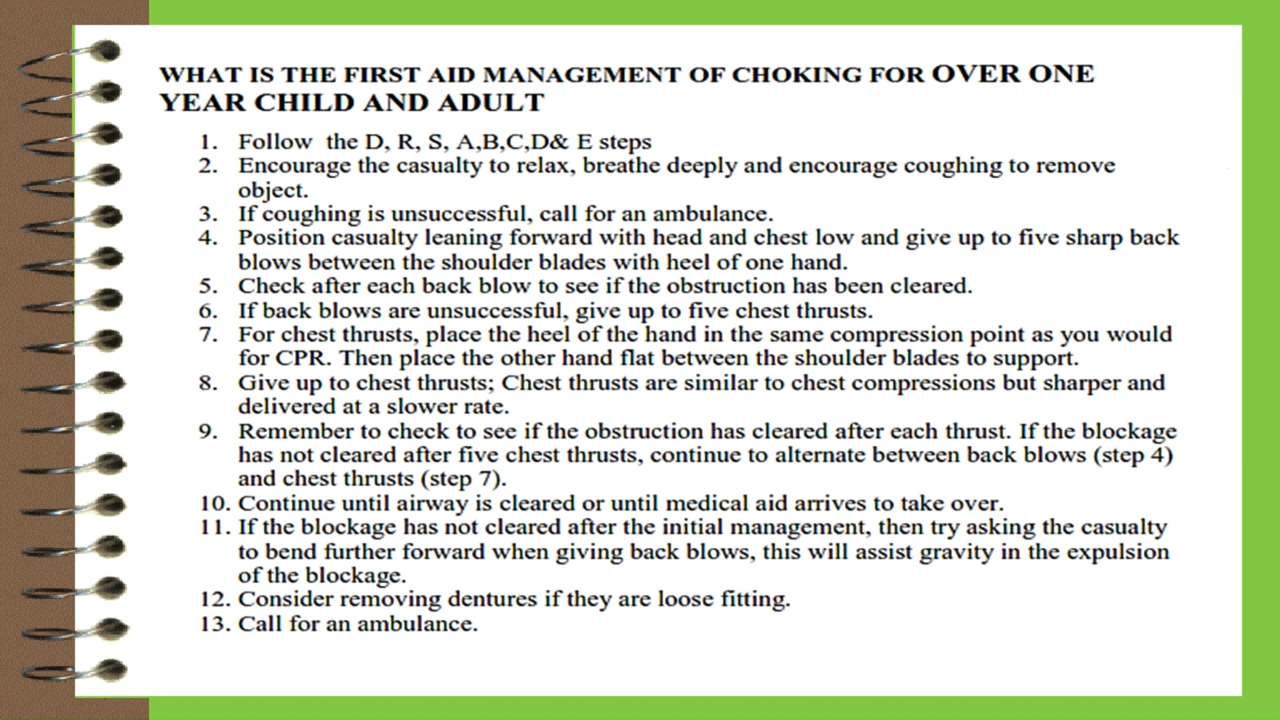 WHAT IS THE FIRST AID MANAGEMENT OF CHOKING FOR OVER ONE
YEAR CHILD AND ADULT
1. Follow the D, R, S, A,B,C,D& E steps
2. Encourage the casualty to relax, breathe deeply and encourage coughing to remove
object.
3. If coughing is unsuccessful, call for an ambulance.
4. Position casualty leaning forward with head and chest low and give up to five sharp back
blows between the shoulder blades with heel of one hand.
5. Check after each back blow to see if the obstruction has been cleared.
6. If back blows are unsuccessful, give up to five chest thrusts.
7. For chest thrusts, place the heel of the hand in the same compression point as you would
for CPR. Then place the other hand flat between the shoulder blades to support.
8. Give up to chest thrusts; Chest thrusts are similar to chest compressions but sharper and
delivered at a slower rate.
9. Remember to check to see if the obstruction has cleared after each thrust. If the blockage
has not cleared after five chest thrusts, continue to alternate between back blows (step 4)
and chest thrusts (step 7).
10. Continue until airway is cleared or until medical aid arrives to take over.
11. If the blockage has not cleared after the initial management, then try asking the casualty
to bend further forward when giving back blows, this will assist gravity in the expulsion
of the blockage.
12. Consider removing dentures if they are loose fitting.
13. Call for an ambulance.